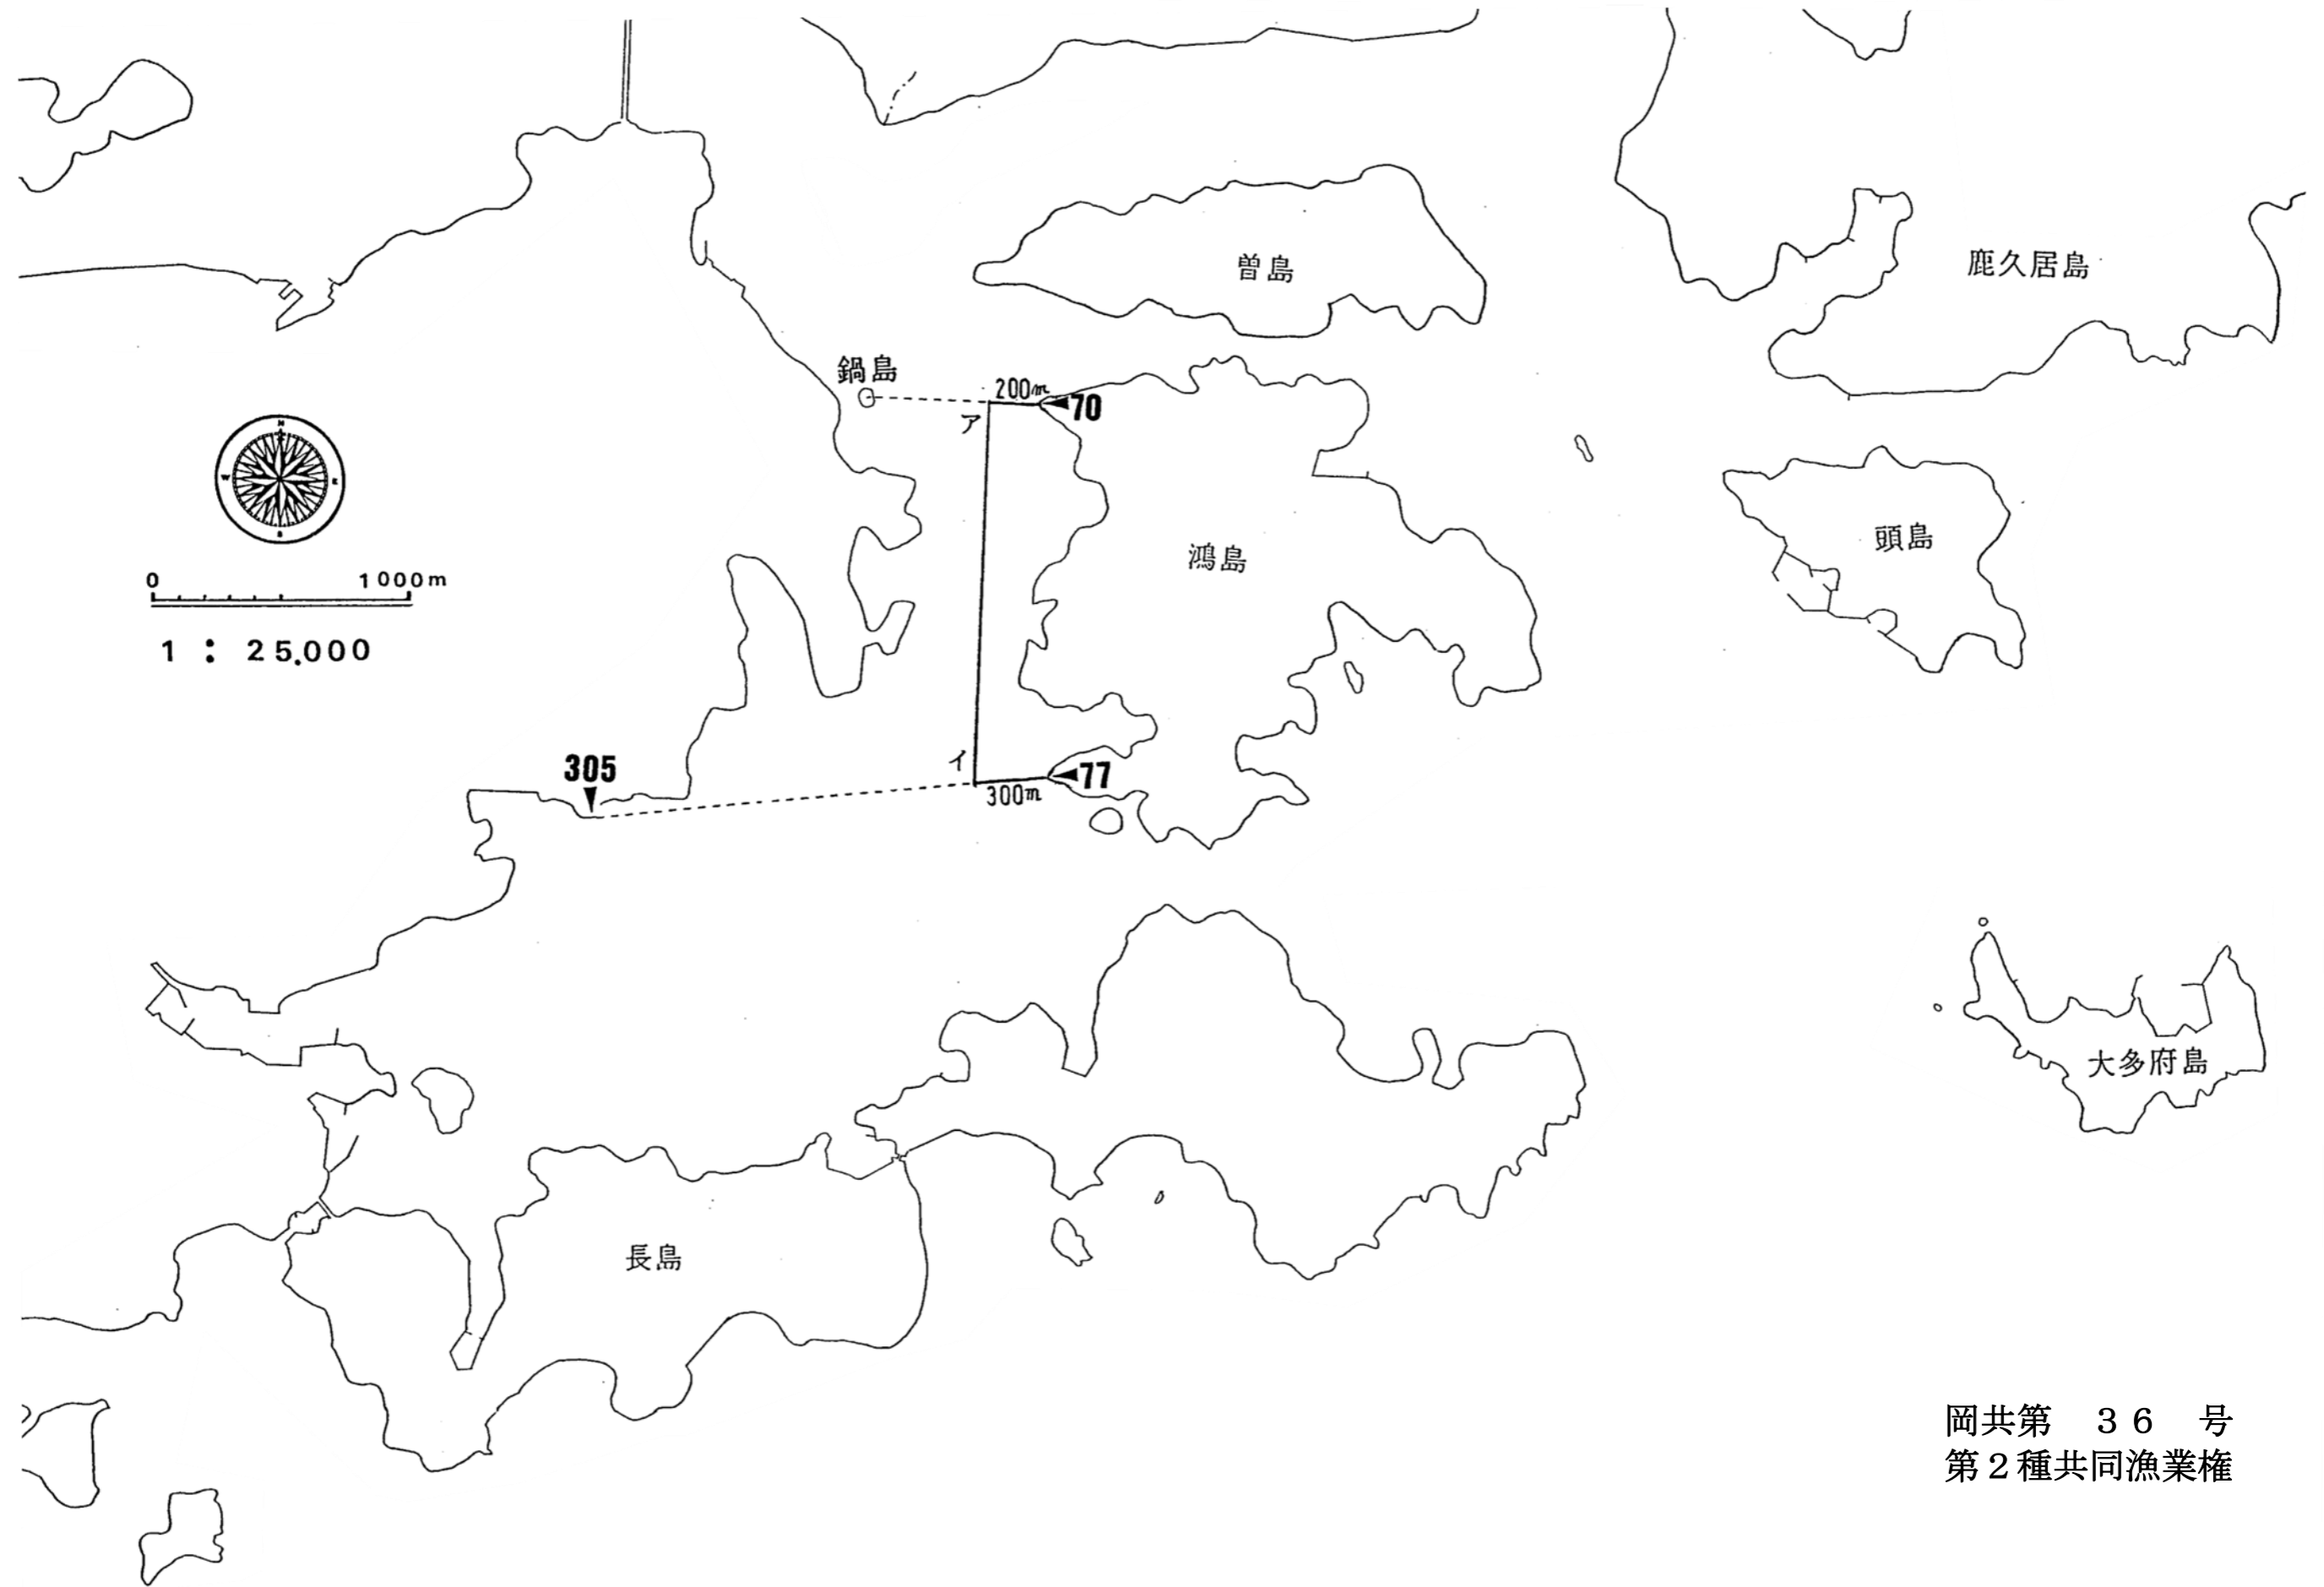 曽島
鹿久居島
鍋島
200m
70
ア
N
W
E
S
鴻島
頭島
0 1000m
1 : 25.000
305
イ
77
300m
大多府島
長島
岡共第 36 号
第2種共同漁業権